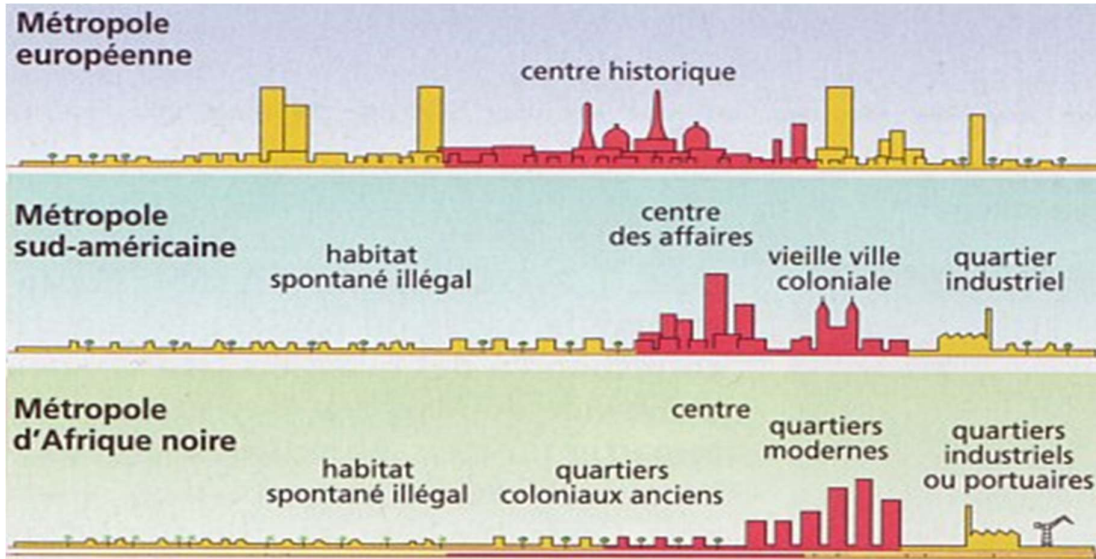 Métropole
européenne
centre historique
Métropole
sud-américaine
habitat
spontané illégal
centre
des affaires
vieille ville
coloniale
quartier
industriel
Métropole
d'Afrique noire
habitat
spontané illégal
quartiers
coloniaux anciens
centre
quartiers
modernes
quartiers
industriels
ou portuaires